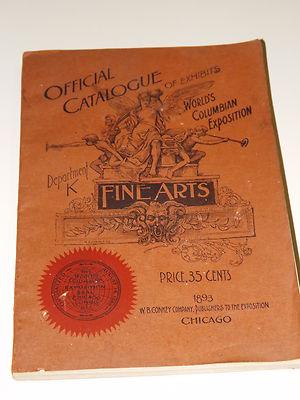 OFFICIAL
CATALOGUE OF EXHIBITS
WORLD'S
COLUMBIAN
EXPOSITION
Department
K
FINE ARTS
PRICE, 35 CENTS
1893
W. B. CONKEY COMPANY, PUBLISHERS TO THE EXPOSITION
CHICAGO